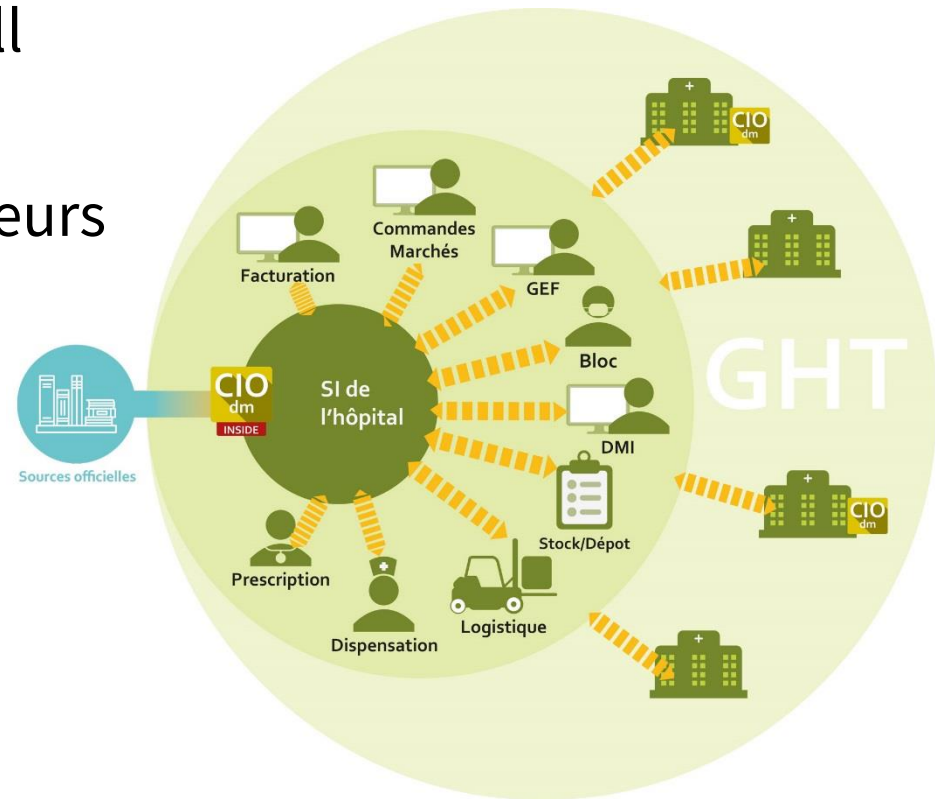 ll
eurs
Facturation
Commandes
Marchés
GEF
Bloc
DMI
Stock/Dépot
Logistique
Dispensation
Prescription
SI de
l'hôpital
CIO
dm
INSIDE
Sources officielles
GHT
CIO
dm
CIO
dm